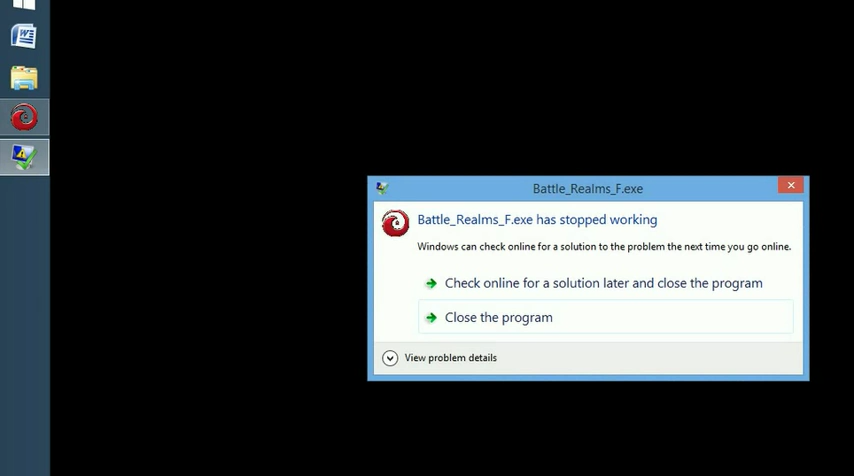 Battle_Realms_F.exe
Battle_Realms_F.exe has stopped working
Windows can check online for a solution to the problem the next time you go online.
Check online for a solution later and close the program
Close the program
View problem details